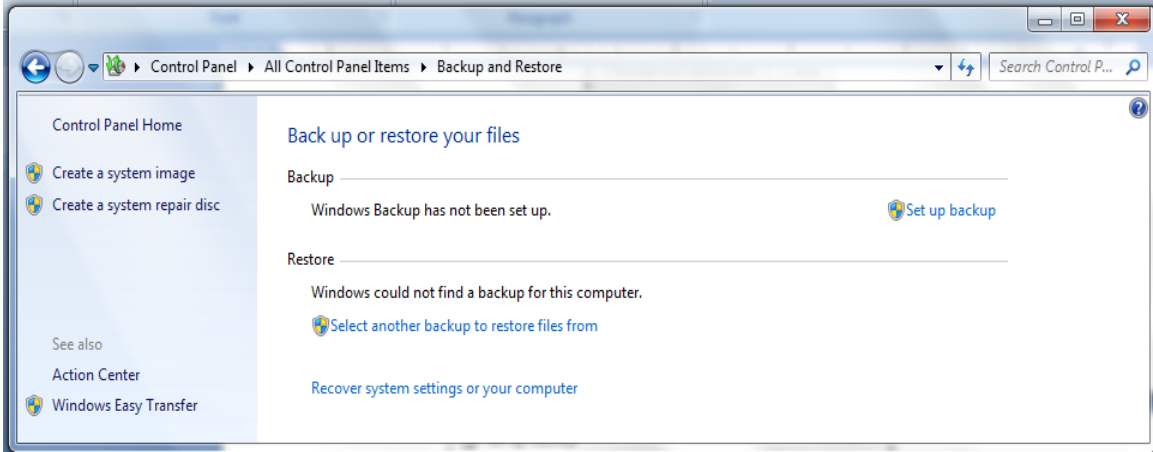 Control Panel
All Control Panel Items
Backup and Restore
Search Control P...
Control Panel Home
Create a system image
Create a system repair disc
See also
Action Center
Windows Easy Transfer
Back up or restore your files
Backup
Windows Backup has not been set up.
Set up backup
Restore
Windows could not find a backup for this computer.
Select another backup to restore files from
Recover system settings or your computer